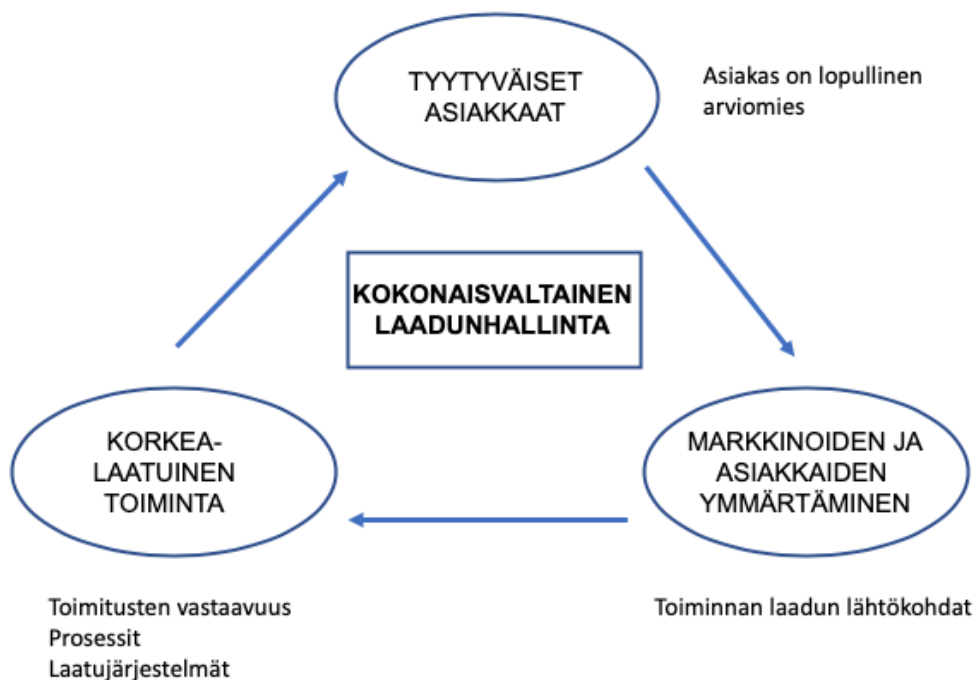 TYYTYVÄISET
ASIAKKAAT
Asiakas on lopullinen
arviomies
KOKONAISVALTAINEN
LAADUNHALLINTA
KORKEA-
LAATUINEN
TOIMINTA
MARKKINOIDEN JA
ASIAKKAIDEN
YMMÄRTÄMINEN
Toimitusten vastaavuus
Prosessit
Laatujärjestelmät
Toiminnan laadun lähtökohdat